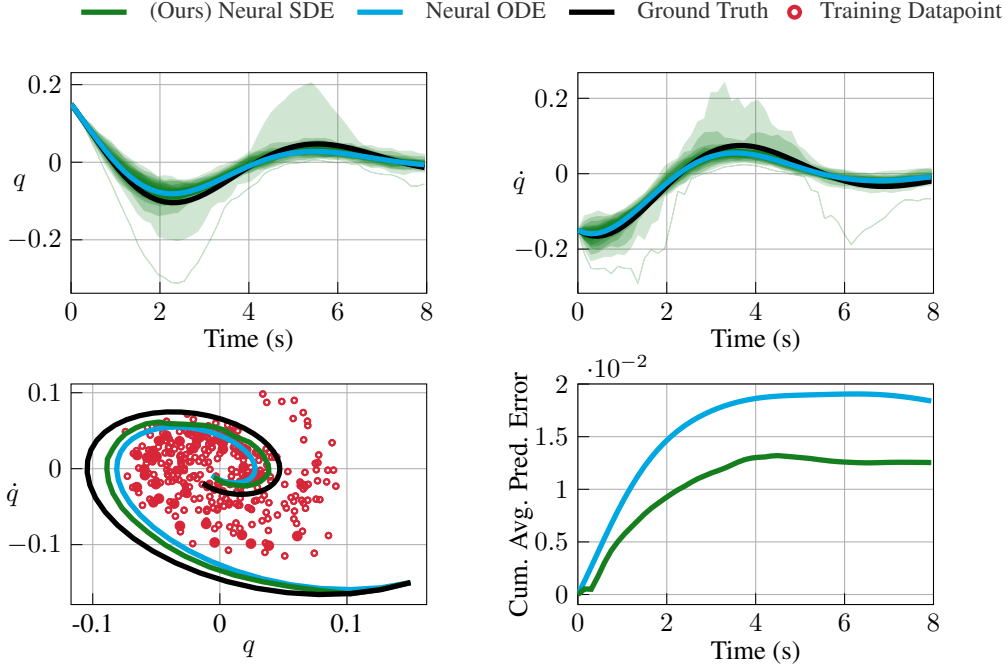 (Ours) Neural SDE Neural ODE Ground Truth Training Datapoint
0.2
0
−0.2
q
0 2 4 6 8
Time (s)
0.2
0
−0.2
q̇
0 2 4 6 8
Time (s)
0.1
0
−0.1
q̇
-0.1 0 0.1
q
·10⁻²
2
1.5
1
0.5
0
Cum. Avg. Pred. Error
0 2 4 6 8
Time (s)